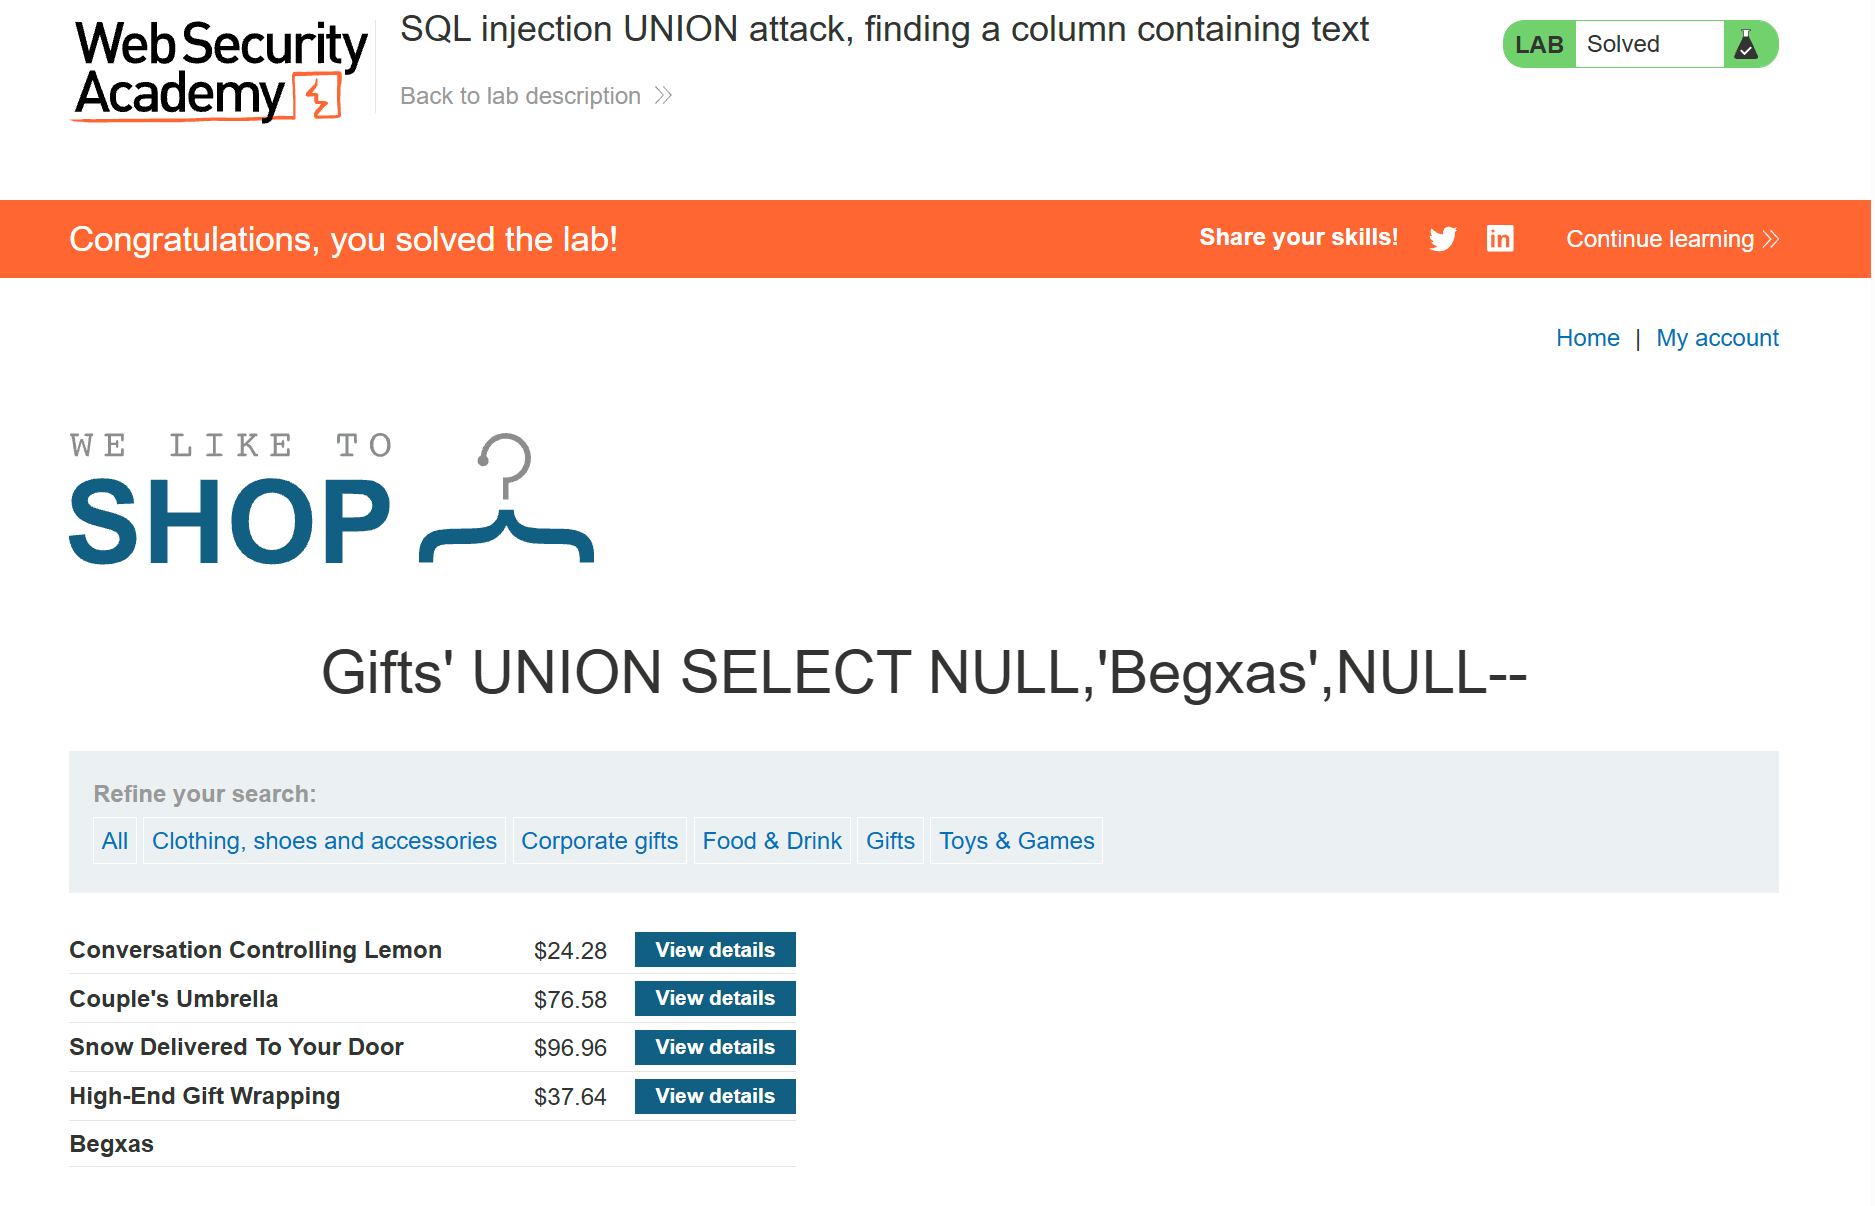 Web Security
Academy
SQL injection UNION attack, finding a column containing text
Back to lab description
LAB Solved
Congratulations, you solved the lab!
Share your skills!
Continue learning
Home | My account
WE LIKE TO
SHOP
Gifts' UNION SELECT NULL,'Begxas',NULL--
Refine your search:
All Clothing, shoes and accessories Corporate gifts Food & Drink Gifts Toys & Games
Conversation Controlling Lemon $24.28 View details
Couple's Umbrella $76.58 View details
Snow Delivered To Your Door $96.96 View details
High-End Gift Wrapping $37.64 View details
Begxas